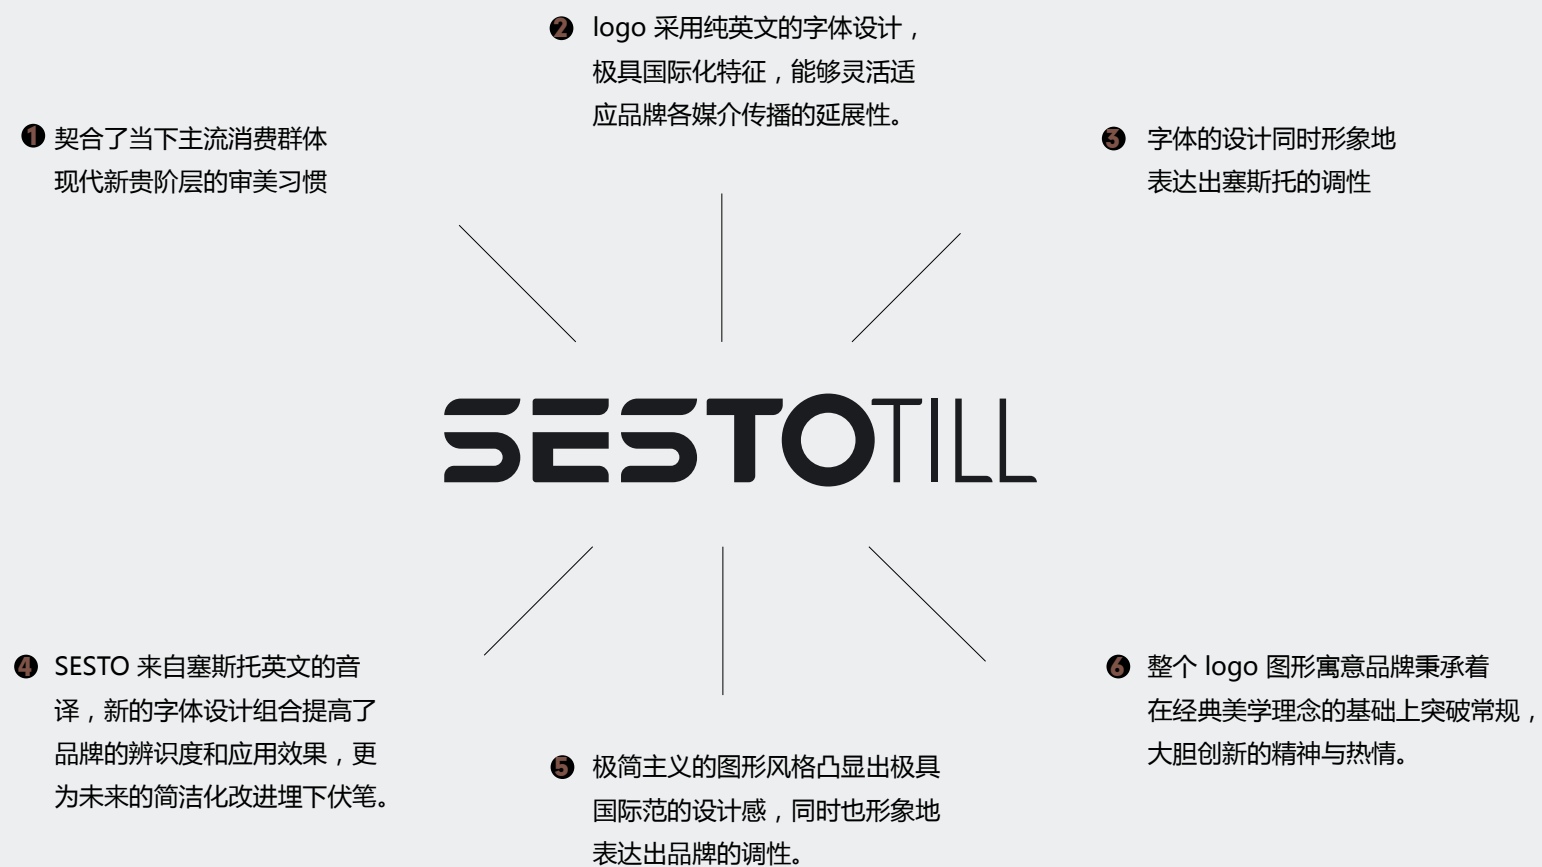 1 契合了当下主流消费群体
现代新贵阶层的审美习惯
2 logo 采用纯英文的字体设计，
极具国际化特征，能够灵活适
应品牌各媒介传播的延展性。
3 字体的设计同时形象地
表达出塞斯托的调性
SESTOTILL
4 SESTO 来自塞斯托英文的音
译，新的字体设计组合提高了
品牌的辨识度和应用效果，更
为未来的简洁化改进埋下伏笔。
5 极简主义的图形风格凸显出极具
国际范的设计感，同时也形象地
表达出品牌的调性。
6 整个 logo 图形寓意品牌秉承着
在经典美学理念的基础上突破常规，
大胆创新的精神与热情。